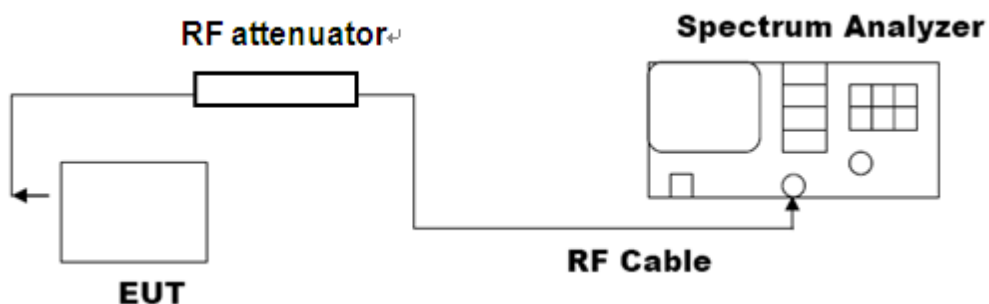 RF attenuator↵
Spectrum Analyzer
RF Cable
EUT